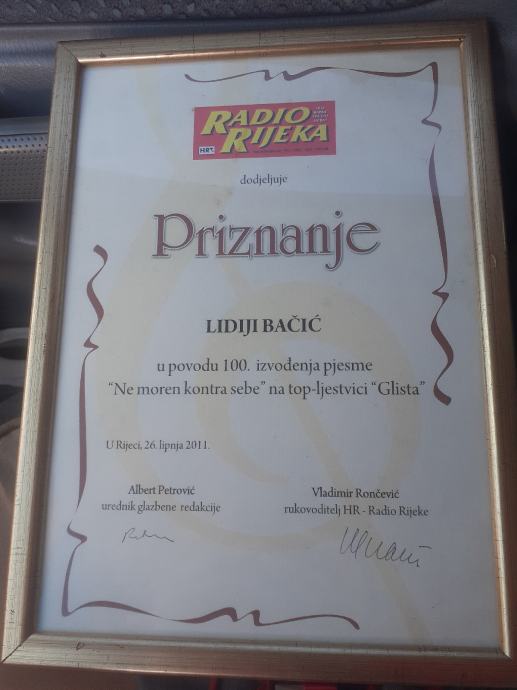 RADIO
RIJEKA
HRT
dodjeljuje
Priznanje
LIDIJI BAČIĆ
u povodu 100. izvođenja pjesme
“Ne moren kontra sebe” na top-ljestvici “Glista”
U Rijeci, 26. lipnja 2011.
Albert Petrović
urednik glazbene redakcije
Vladimir Rončević
rukovoditelj HR - Radio Rijeke